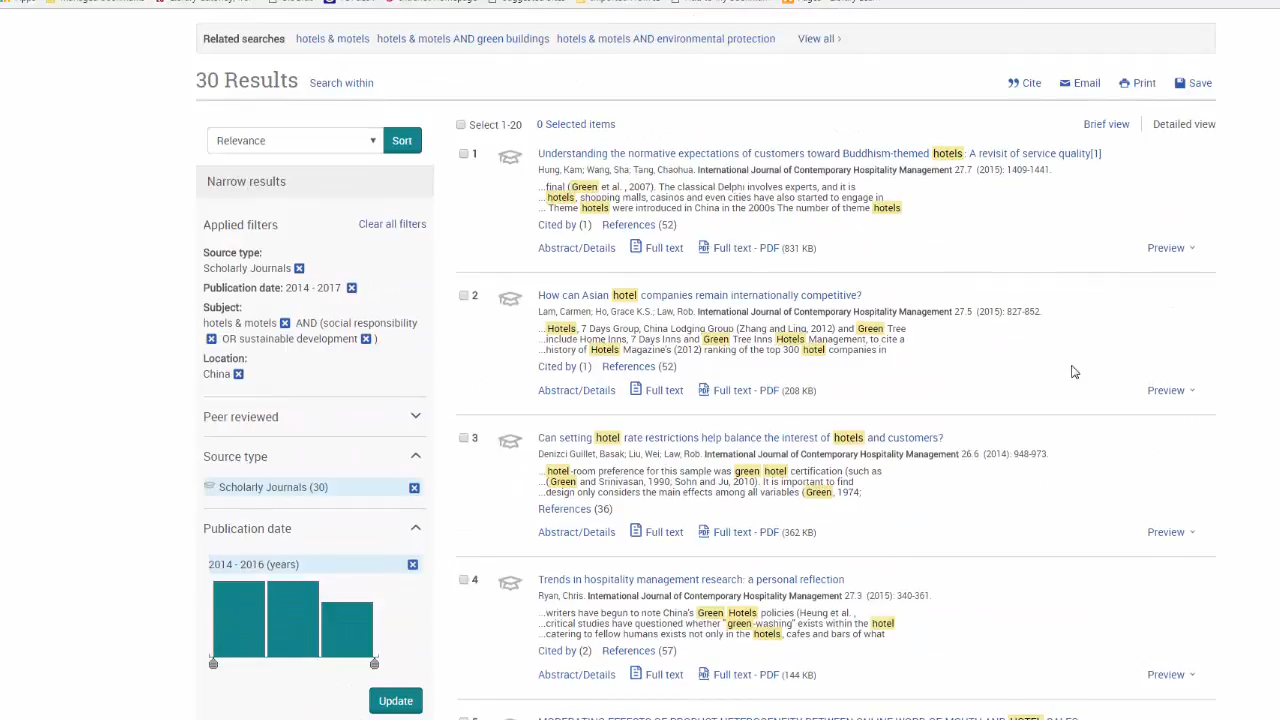 Related searches hotels & motels hotels & motels AND green buildings hotels & motels AND environmental protection View all ›
30 Results Search within Cite Email Print Save
Relevance Sort
Select 1-20 0 Selected items Brief view Detailed view
Narrow results
Applied filters Clear all filters
Source type:
Scholarly Journals
Publication date: 2014 - 2017
Subject:
hotels & motels AND (social responsibility
OR sustainable development )
Location:
China
Peer reviewed
Source type
Scholarly Journals (30)
Publication date
2014 - 2016 (years)
Update
1 Understanding the normative expectations of customers toward Buddhism-themed hotels: A revisit of service quality[1]
Hung, Kam; Wang, Sha; Tang, Chaohua. International Journal of Contemporary Hospitality Management 27.7 (2015): 1409-1441.
...final (Green et al. , 2007). The classical Delphi involves experts, and it is
...hotels, shopping malls, casinos and even cities have also started to engage in
... Theme hotels were introduced in China in the 2000s The number of theme hotels
Cited by (1) References (52)
Abstract/Details Full text Full text - PDF (831 KB) Preview
2 How can Asian hotel companies remain internationally competitive?
Lam, Carmen; Ho, Grace K.S.; Law, Rob. International Journal of Contemporary Hospitality Management 27.5 (2015): 827-852.
...Hotels, 7 Days Group, China Lodging Group (Zhang and Ling, 2012) and Green Tree
...include Home Inns, 7 Days Inns and Green Tree Inns Hotels Management, to cite a
...history of Hotels Magazine's (2012) ranking of the top 300 hotel companies in
Cited by (1) References (52)
Abstract/Details Full text Full text - PDF (208 KB) Preview
3 Can setting hotel rate restrictions help balance the interest of hotels and customers?
Denizci Guillet, Basak; Liu, Wei; Law, Rob. International Journal of Contemporary Hospitality Management 26.6 (2014): 948-973.
...hotel-room preference for this sample was green hotel certification (such as
...(Green and Srinivasan, 1990; Sohn and Ju, 2010). It is important to find
...design only considers the main effects among all variables (Green, 1974;
References (36)
Abstract/Details Full text Full text - PDF (362 KB) Preview
4 Trends in hospitality management research: a personal reflection
Ryan, Chris. International Journal of Contemporary Hospitality Management 27.3 (2015): 340-361.
...writers have begun to note China's Green Hotels policies (Heung et al. ,
...critical studies have questioned whether "green-washing" exists within the hotel
...catering to fellow humans exists not only in the hotels, cafes and bars of what
Cited by (2) References (57)
Abstract/Details Full text Full text - PDF (144 KB) Preview